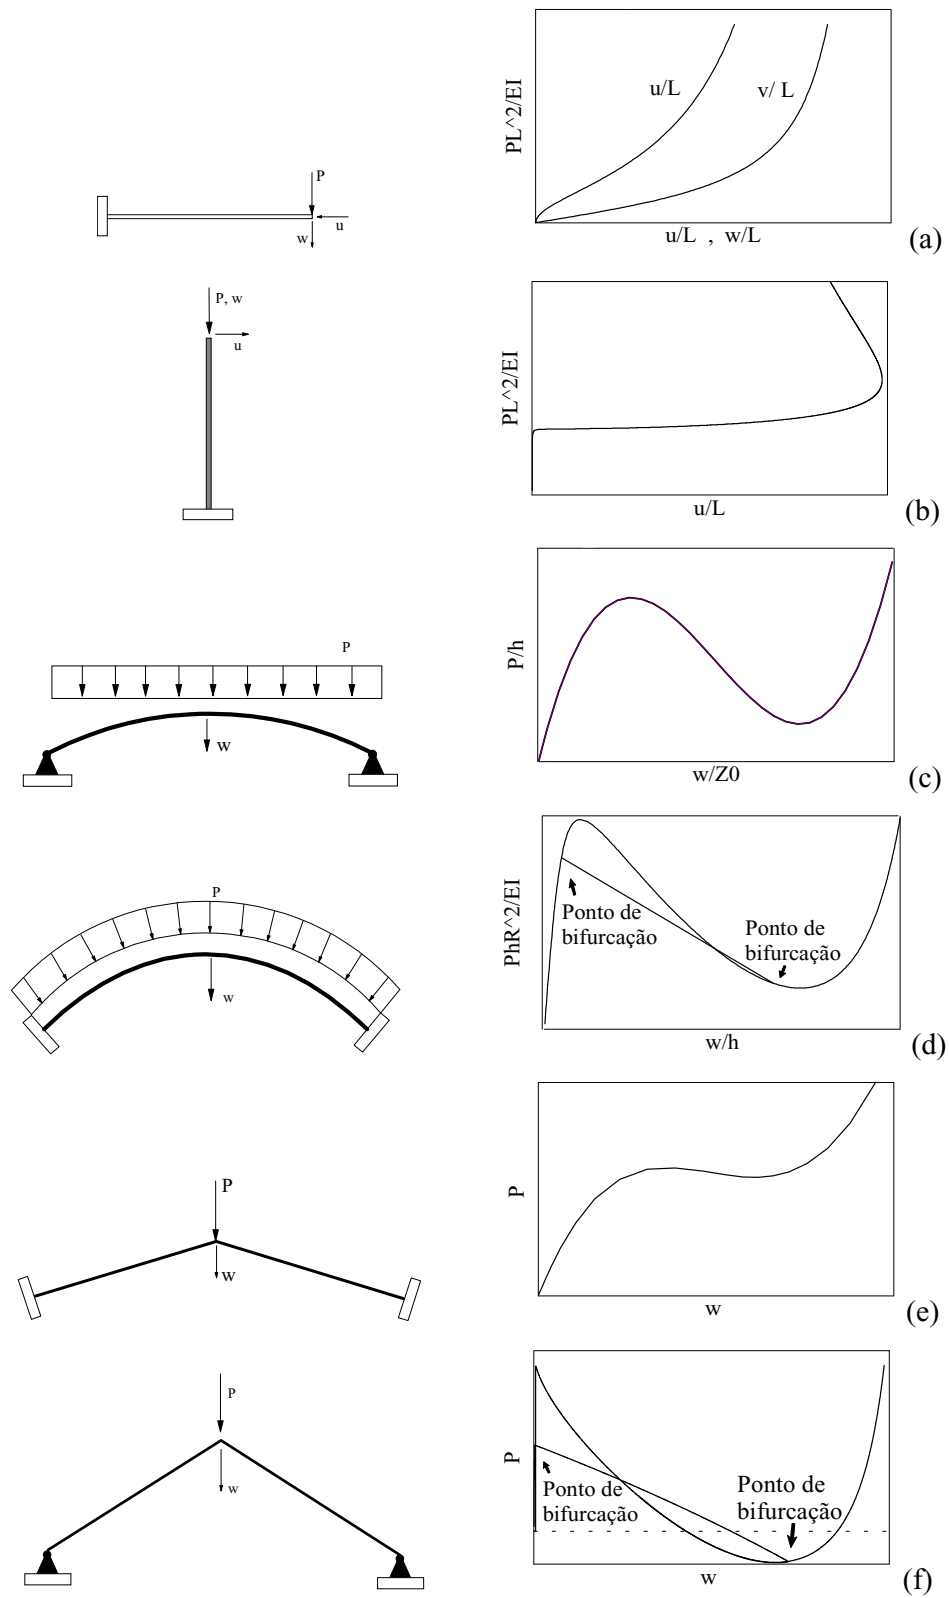 PL^2/EI
u/L
v/ L
P
u
w
u/L , w/L
(a)
P, w
u
PL^2/EI
u/L
(b)
P
w
P/h
w/Z0
(c)
P
w
PhR^2/EI
Ponto de
bifurcação
Ponto de
bifurcação
w/h
(d)
P
w
P
w
(e)
P
w
P
Ponto de
bifurcação
Ponto de
bifurcação
w
(f)